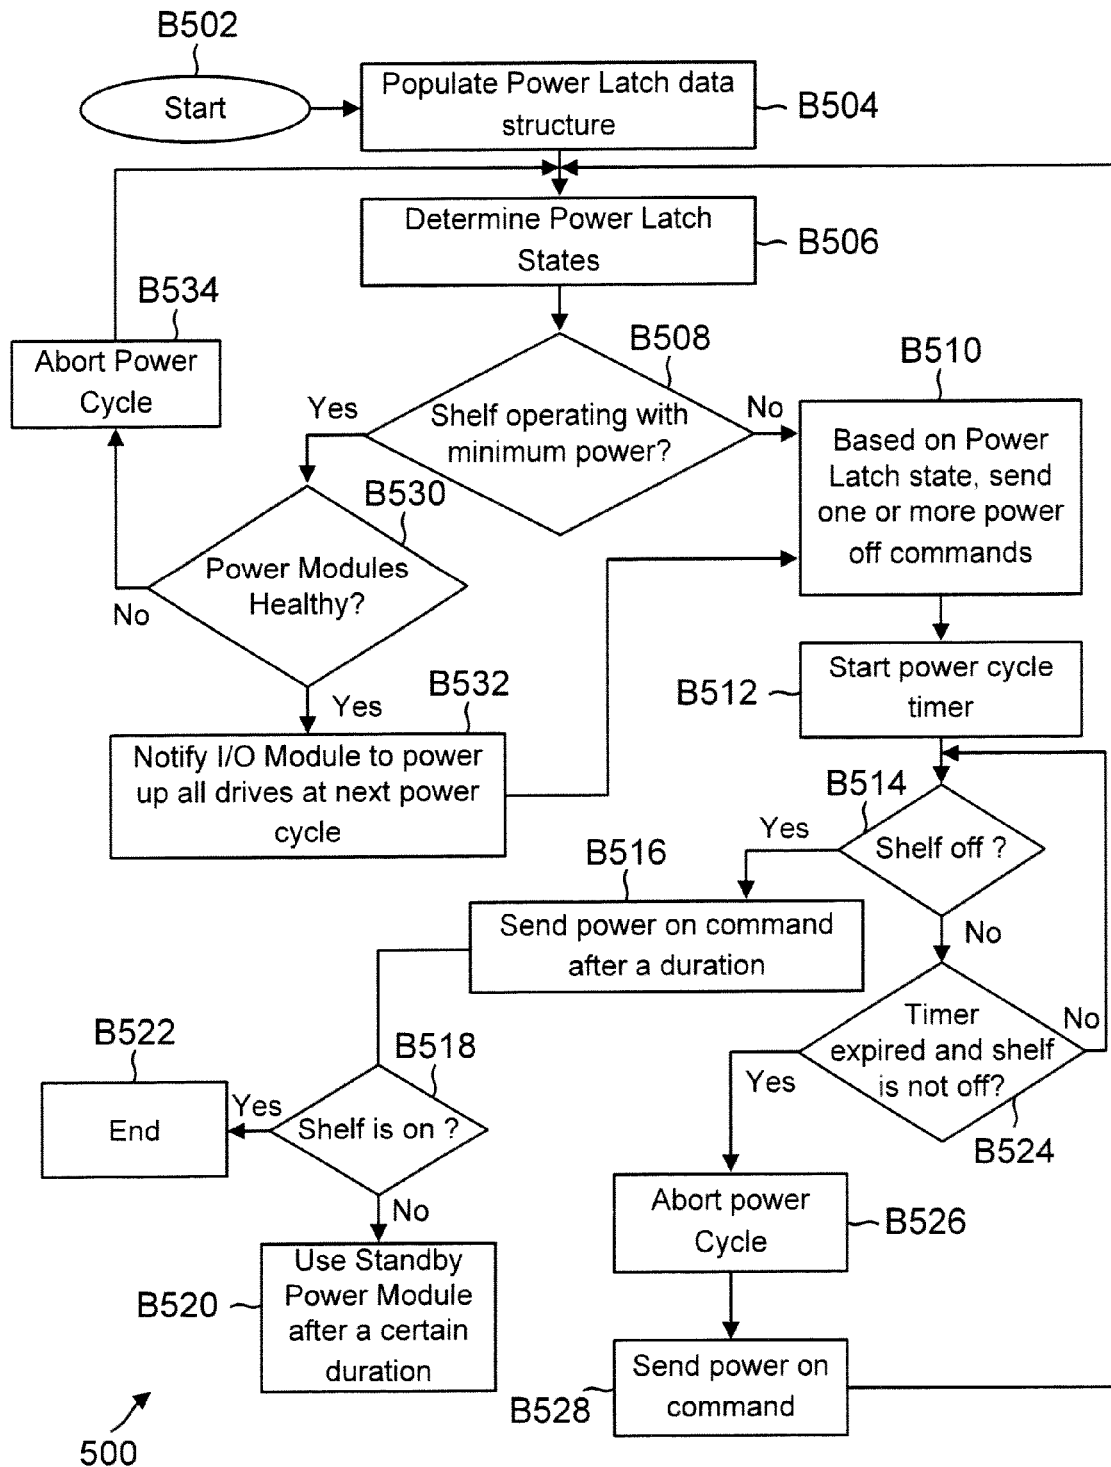 B502
Start
Populate Power Latch data
structure
B504
Determine Power Latch
States
B506
B534
Abort Power
Cycle
B508
Shelf operating with
minimum power?
Yes
No
B510
Based on Power
Latch state, send
one or more power
off commands
B530
Power Modules
Healthy?
No
Yes
B532
Notify I/O Module to power
up all drives at next power
cycle
B512
Start power cycle
timer
B514
Shelf off ?
Yes
No
B516
Send power on command
after a duration
Timer
expired and shelf
is not off?
No
Yes
B524
B522
End
B518
Shelf is on ?
Yes
No
B520
Use Standby
Power Module
after a certain
duration
Abort power
Cycle
B526
Send power on
command
B528
500